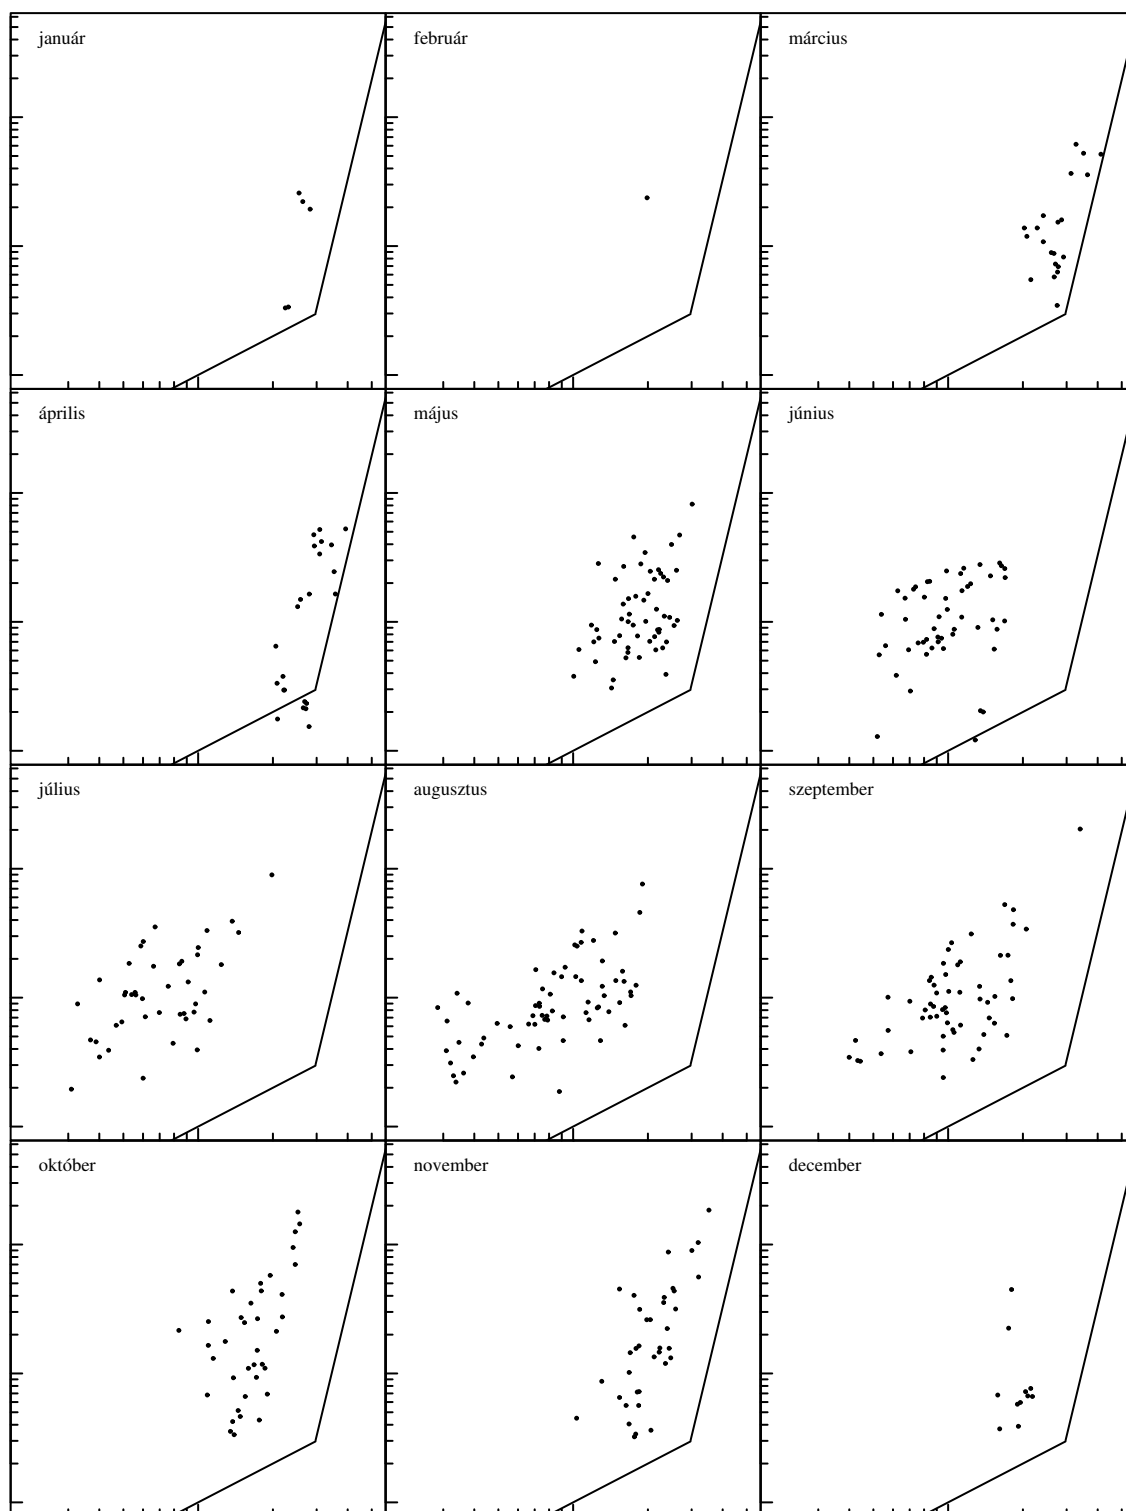 január
február
március
április
május
június
július
augusztus
szeptember
október
november
december